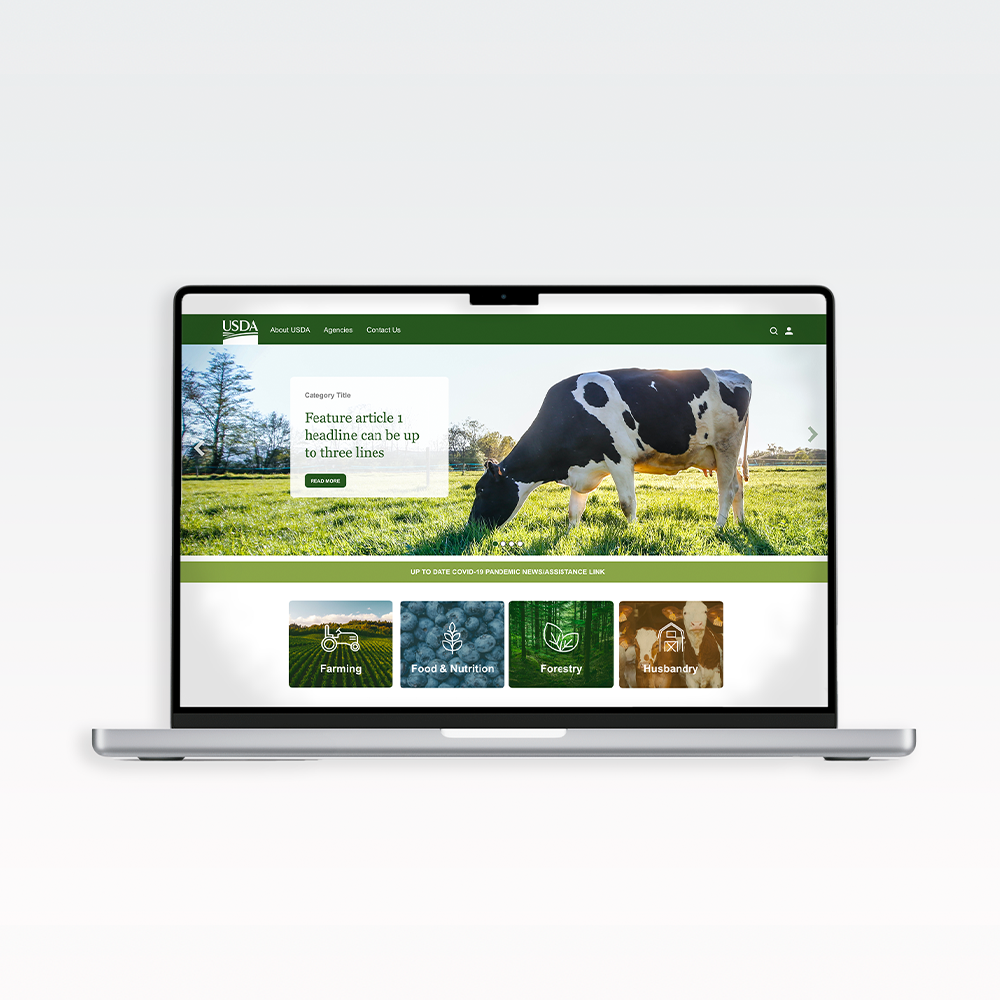 USDA
About USDA Agencies Contact Us
Category Title
Feature article 1
headline can be up
to three lines
READ MORE
UP TO DATE COVID-19 PANDEMIC NEWS/ASSISTANCE LINK
Farming
Food & Nutrition
Forestry
Husbandry